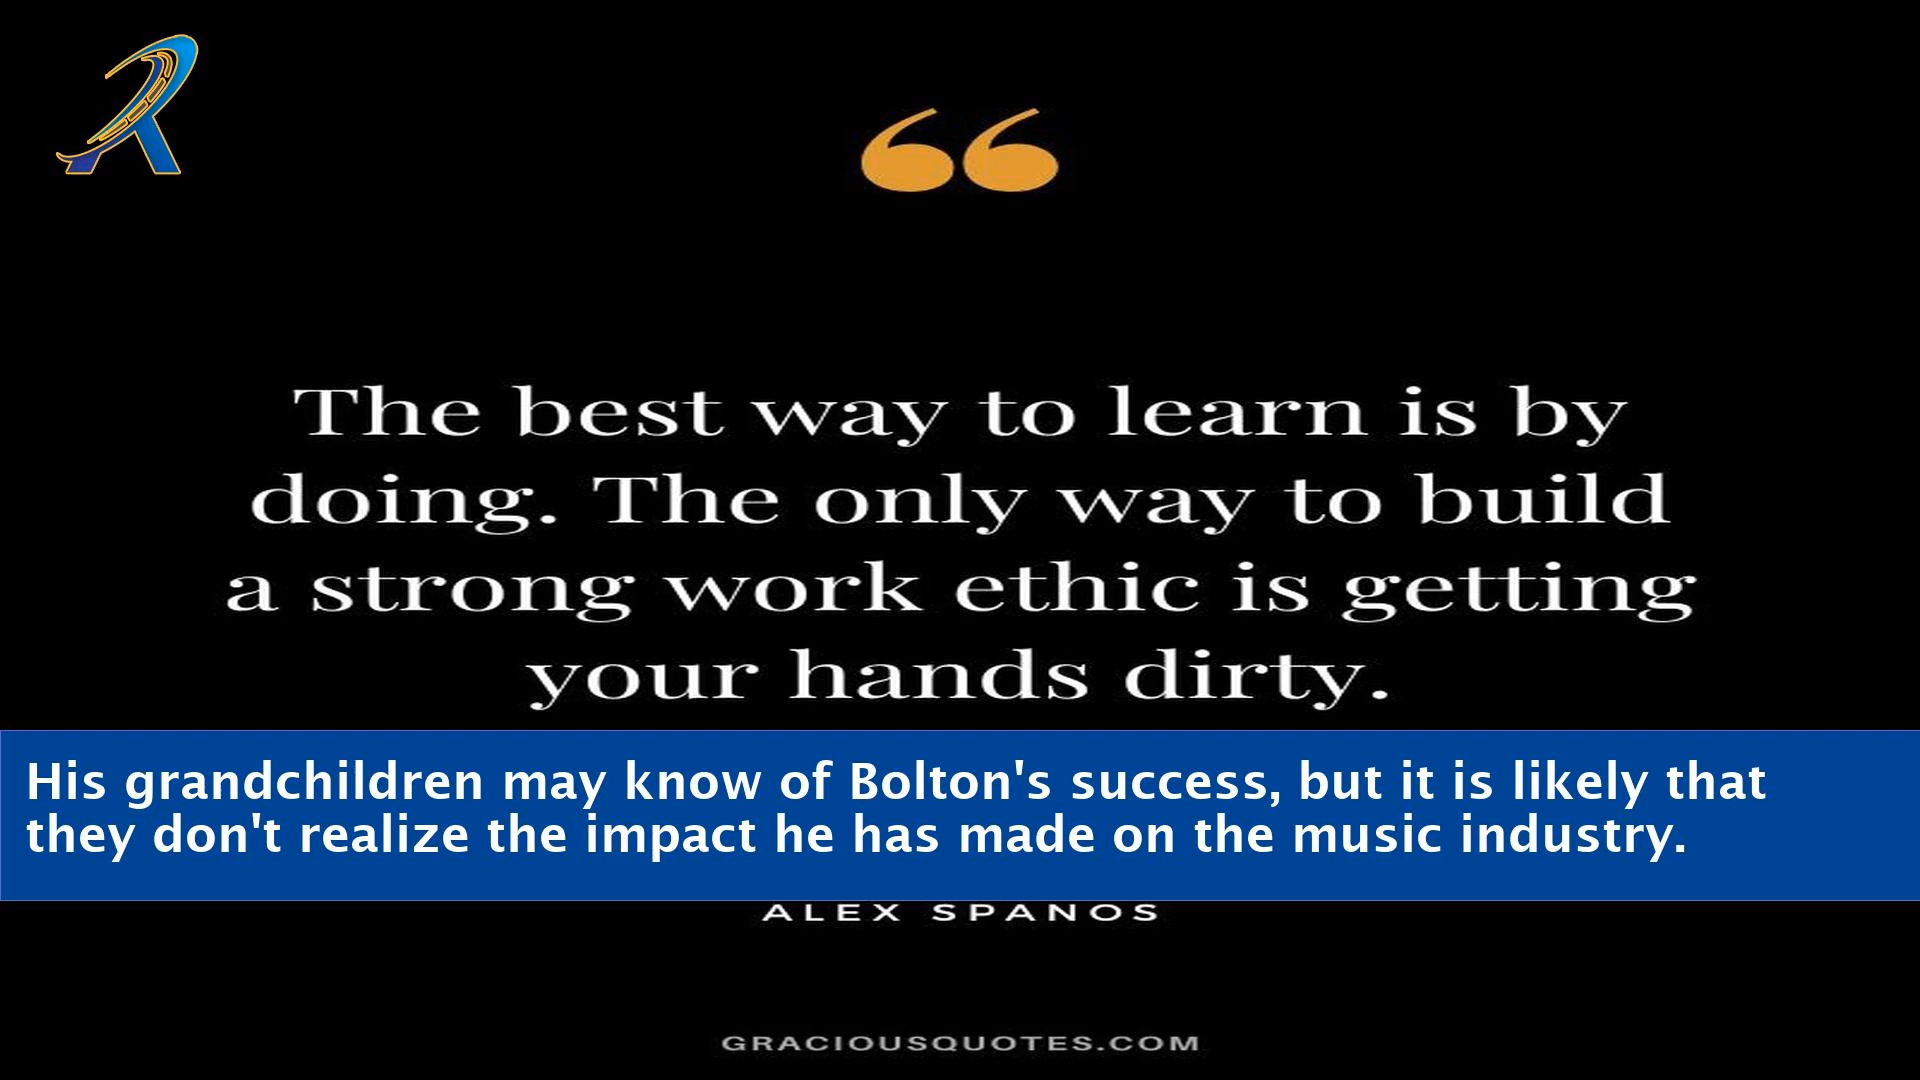 The best way to learn is by
doing. The only way to build
a strong work ethic is getting
your hands dirty.
His grandchildren may know of Bolton's success, but it is likely that
they don't realize the impact he has made on the music industry.
ALEX SPANOS
GRACIOUSQUOTES.COM